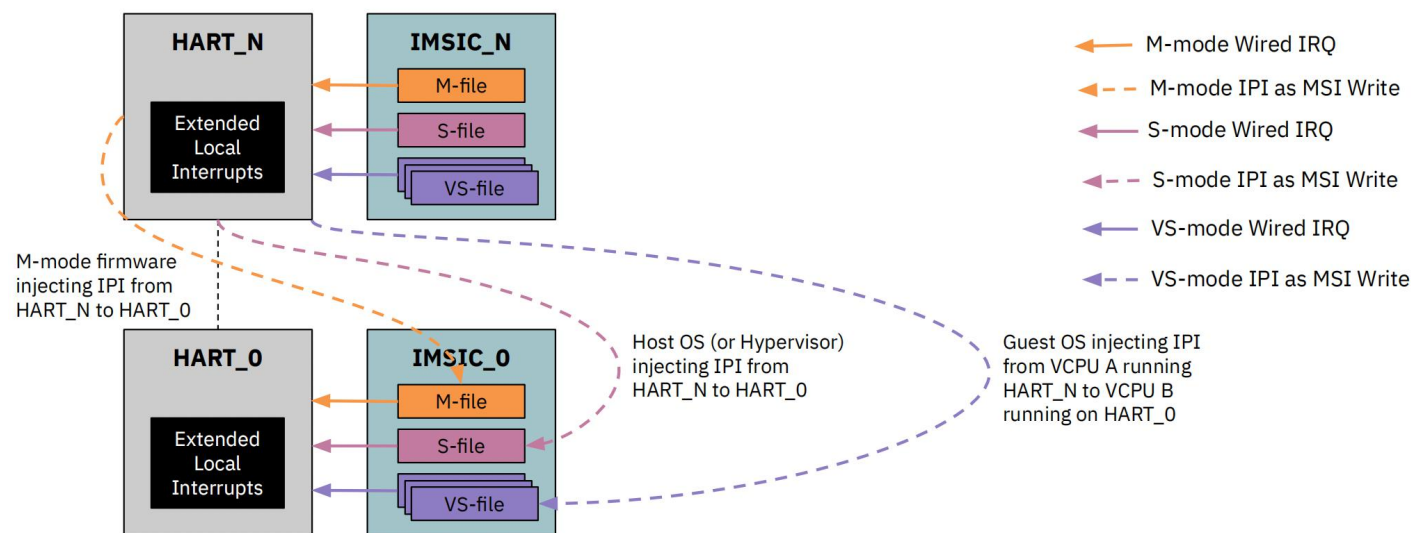 HART_N
Extended
Local
Interrupts
IMSIC_N
M-file
S-file
VS-file
M-mode Wired IRQ
M-mode IPI as MSI Write
S-mode Wired IRQ
S-mode IPI as MSI Write
VS-mode Wired IRQ
VS-mode IPI as MSI Write
M-mode firmware
injecting IPI from
HART_N to HART_0
HART_0
Extended
Local
Interrupts
IMSIC_0
M-file
S-file
VS-file
Host OS (or Hypervisor)
injecting IPI from
HART_N to HART_0
Guest OS injecting IPI
from VCPU A running
HART_N to VCPU B
running on HART_0